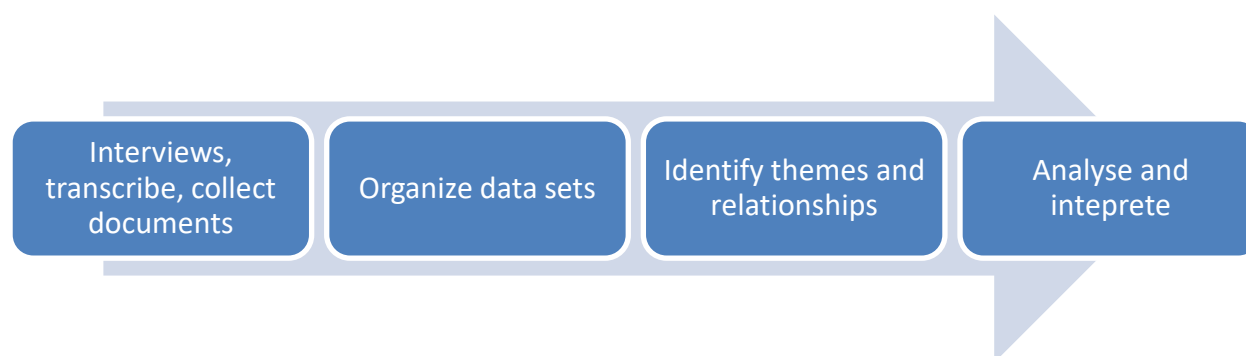 Interviews,
transcribe, collect
documents
Organize data sets
Identify themes and
relationships
Analyse and
inteprete